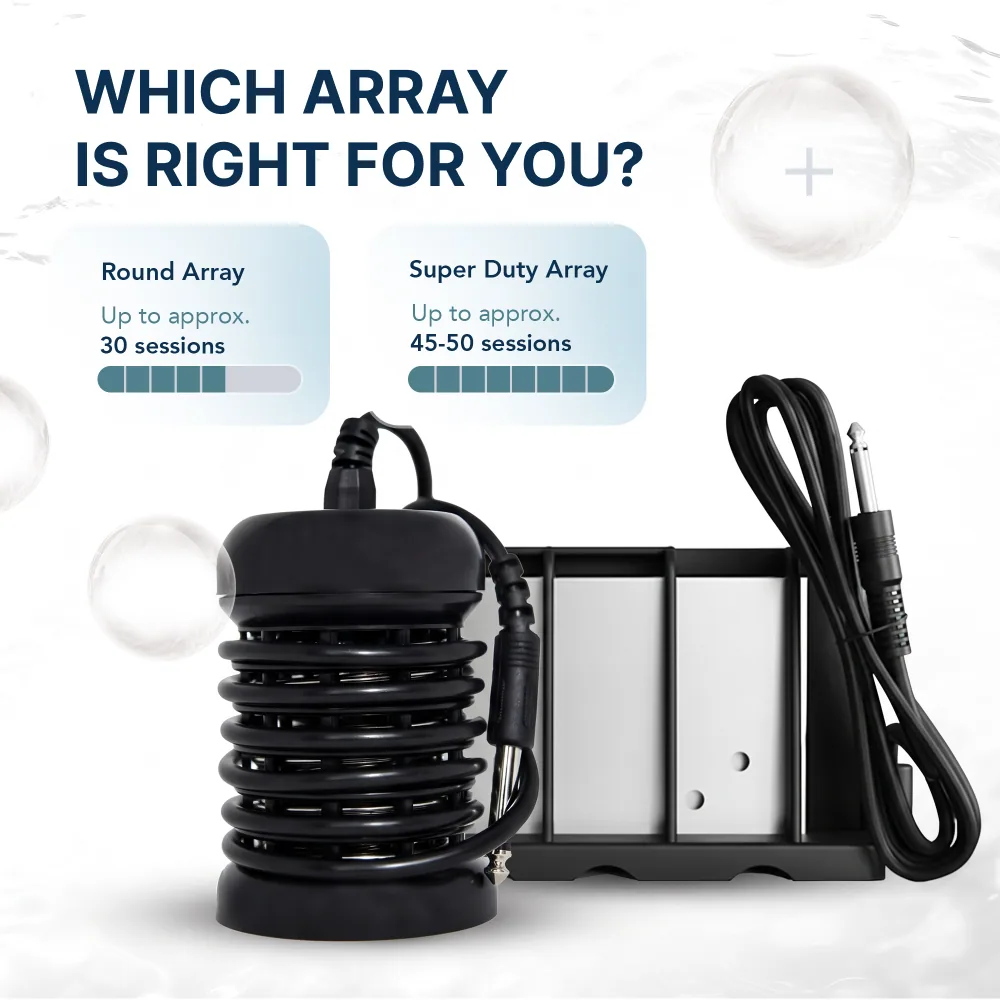 WHICH ARRAY
IS RIGHT FOR YOU?
Round Array
Up to approx.
30 sessions
Super Duty Array
Up to approx.
45-50 sessions